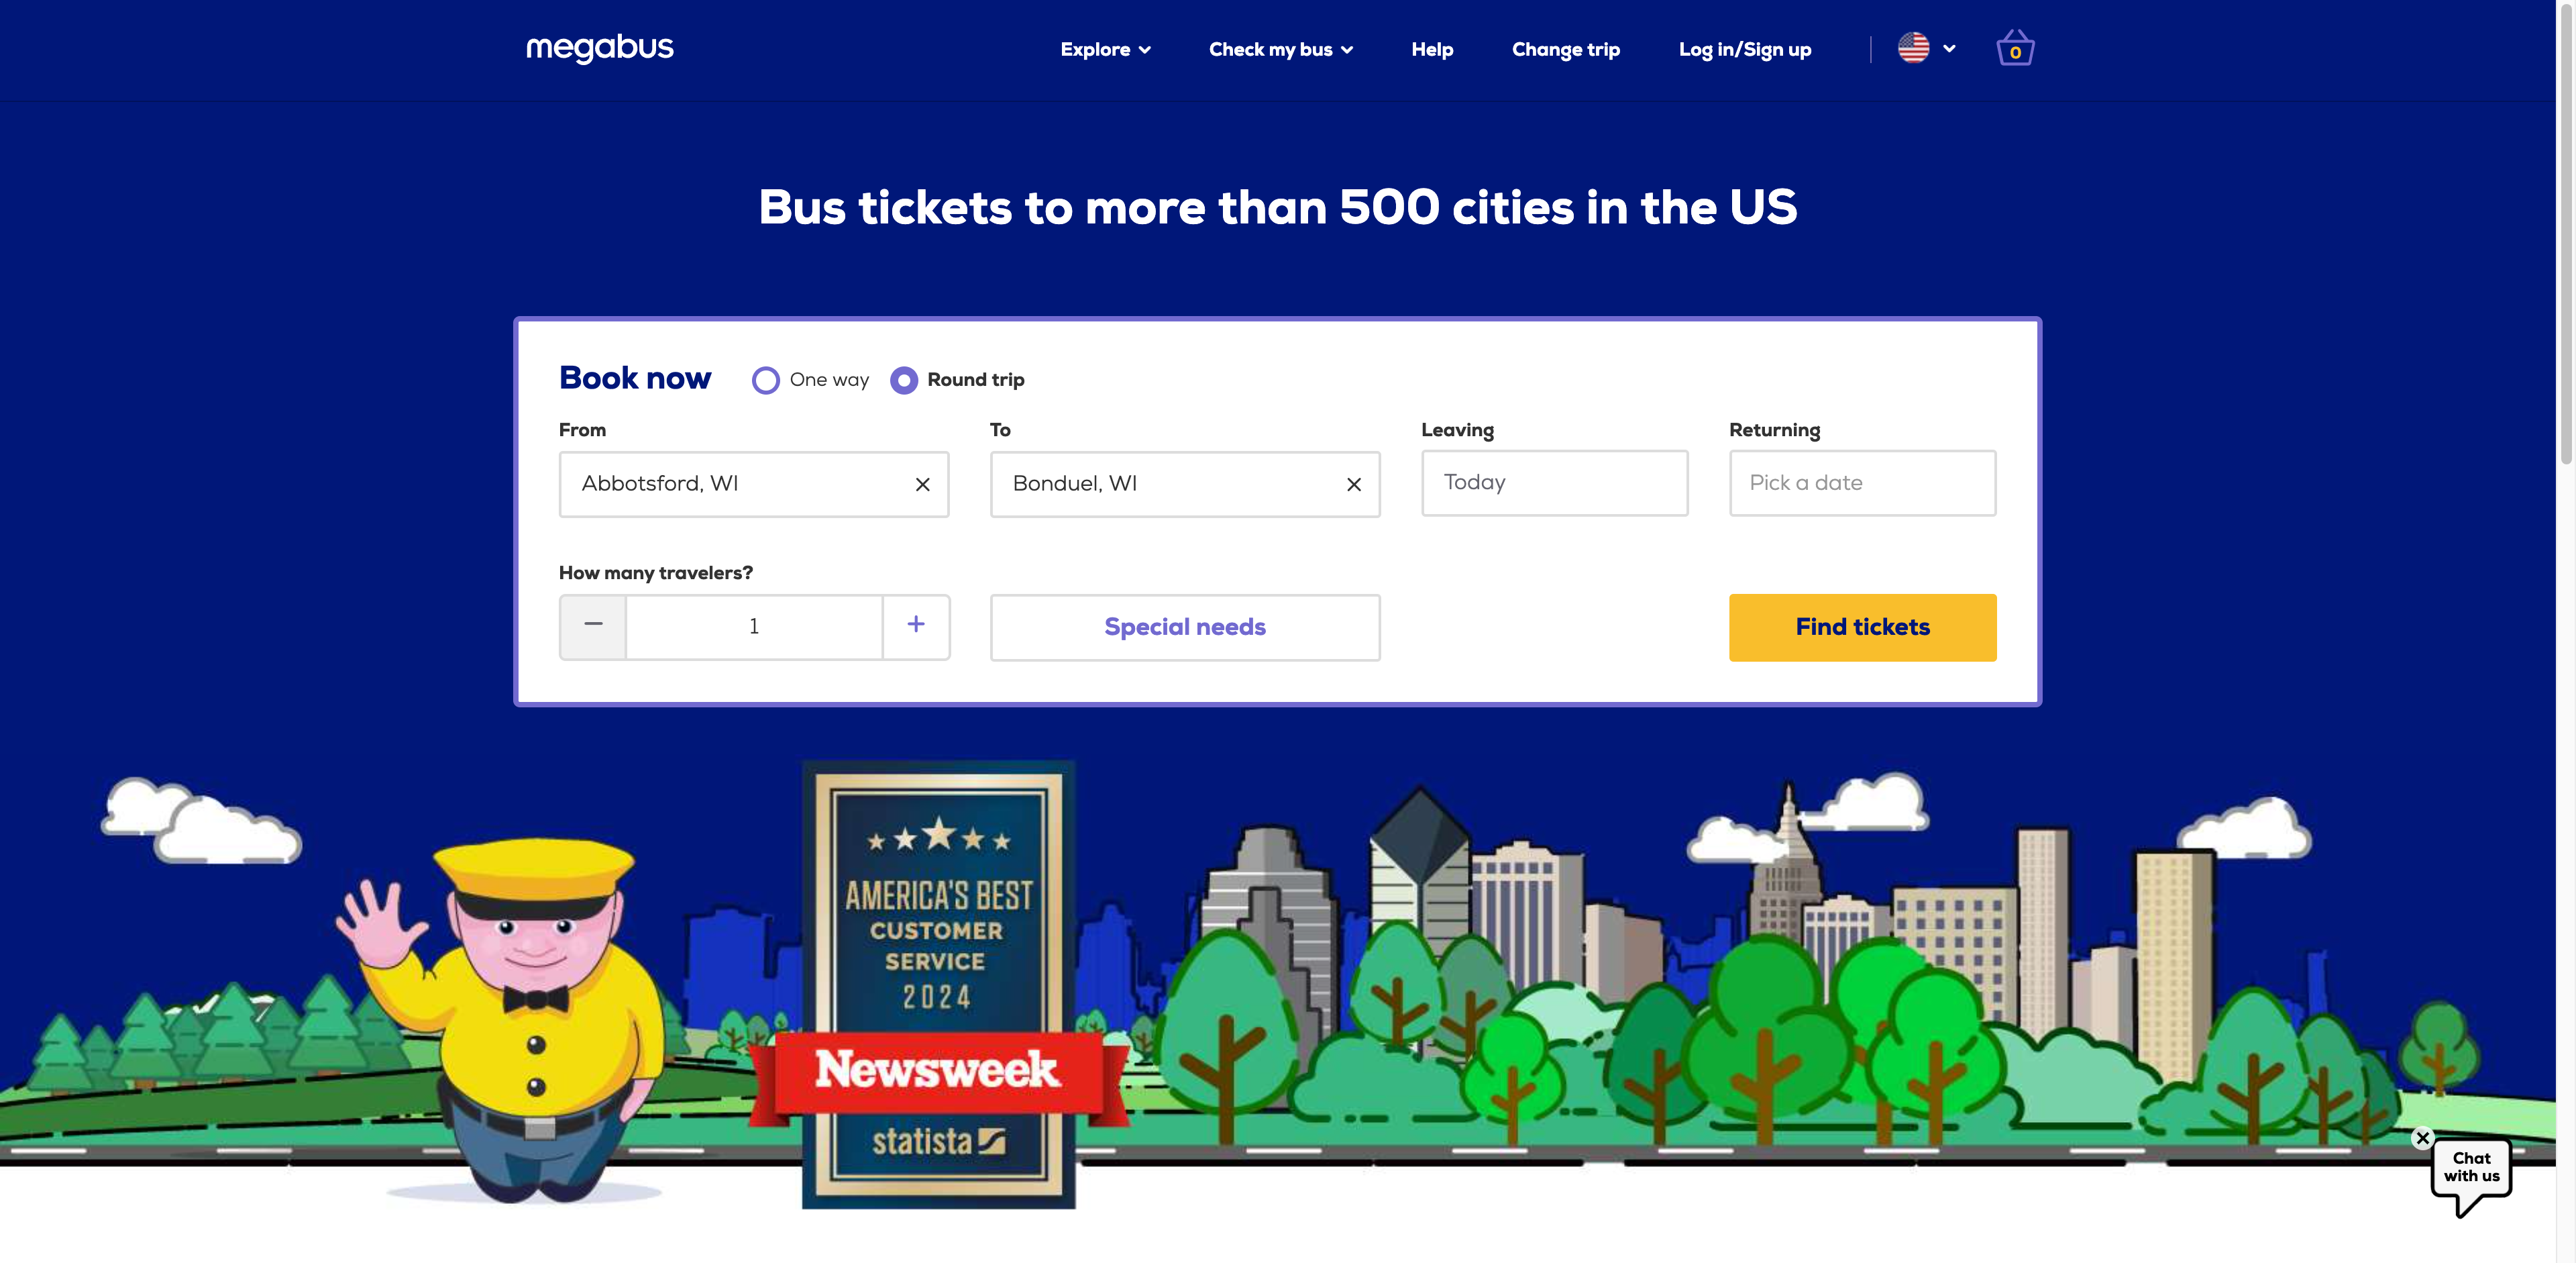 megabus
Explore
Check my bus
Help
Change trip
Log in/Sign up
0
Bus tickets to more than 500 cities in the US
Book now
One way
Round trip
From
To
Leaving
Returning
Abbotsford, WI
Bonduel, WI
Today
Pick a date
How many travelers?
1
Special needs
Find tickets
AMERICA'S BEST
CUSTOMER
SERVICE
2024
Newsweek
statista
Chat
with us